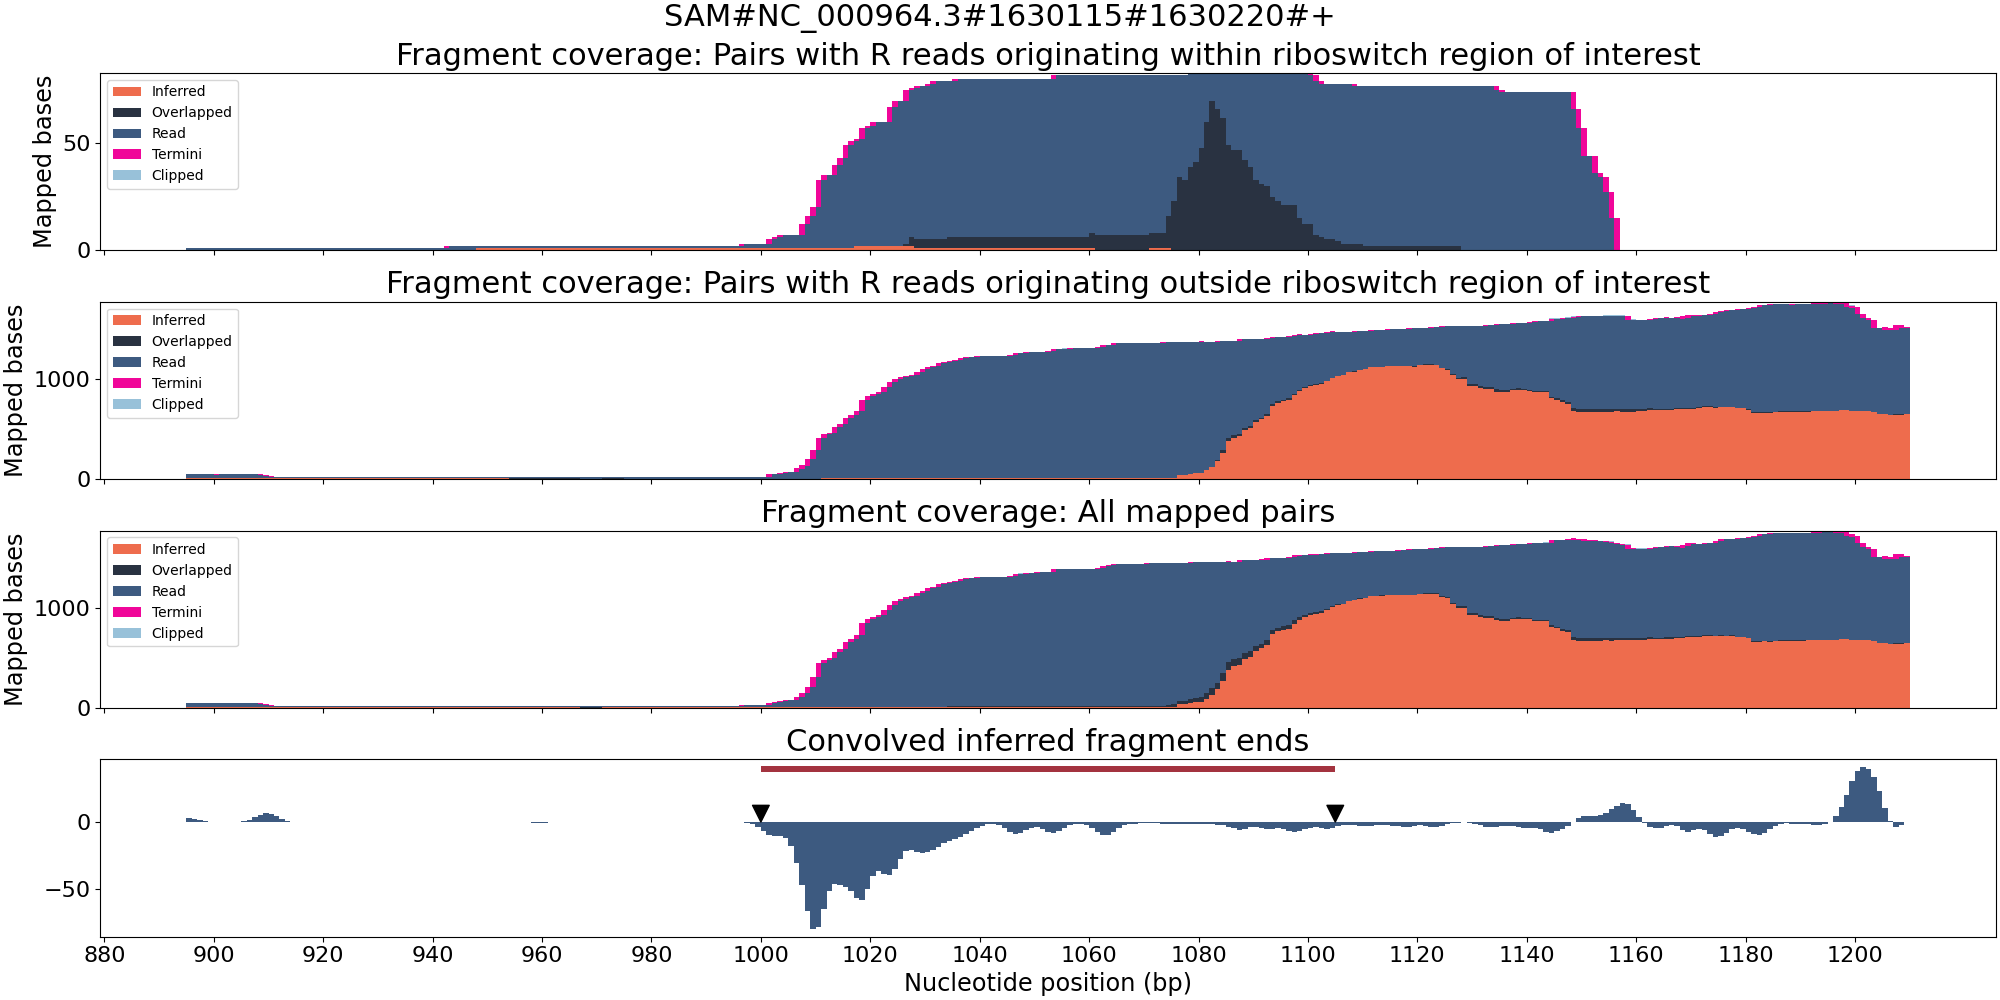 SAM#NC_000964.3#1630115#1630220#+
Fragment coverage: Pairs with R reads originating within riboswitch region of interest
Mapped bases
50
0
Inferred
Overlapped
Read
Termini
Clipped
Fragment coverage: Pairs with R reads originating outside riboswitch region of interest
Mapped bases
1000
0
Inferred
Overlapped
Read
Termini
Clipped
Fragment coverage: All mapped pairs
Mapped bases
1000
0
Inferred
Overlapped
Read
Termini
Clipped
Convolved inferred fragment ends
0
−50
880 900 920 940 960 980 1000 1020 1040 1060 1080 1100 1120 1140 1160 1180 1200
Nucleotide position (bp)